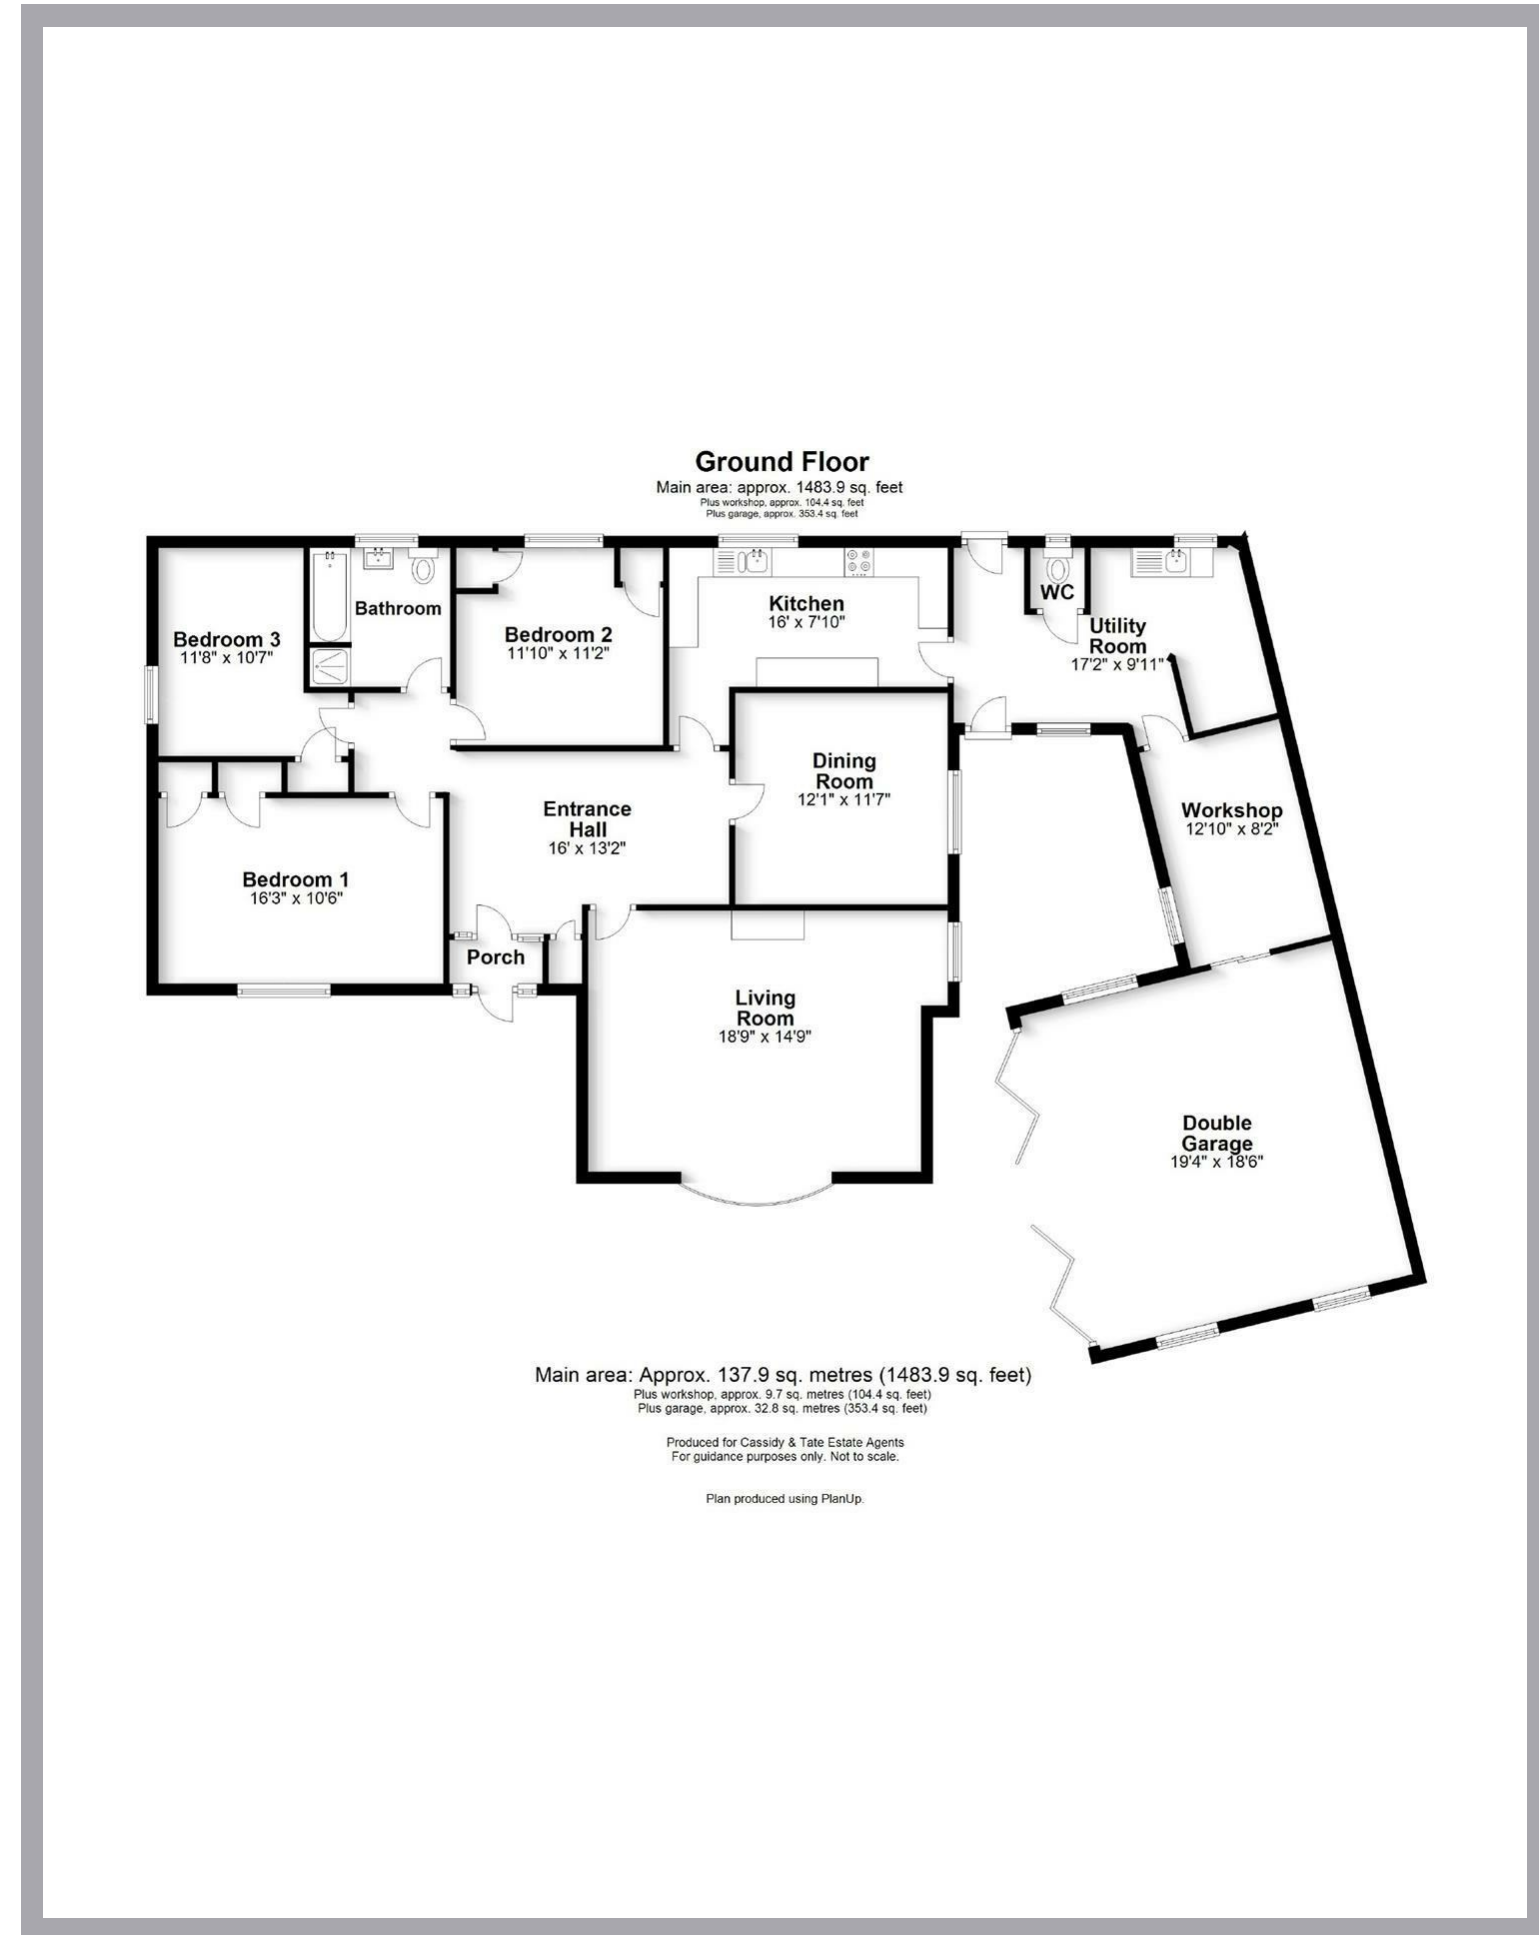 Ground Floor
Main area: approx. 1483.9 sq. feet
Plus workshop, approx. 104.4 sq. feet
Plus garage, approx. 353.4 sq. feet
Bedroom 3
11'8" x 10'7"
Bathroom
Bedroom 2
11'10" x 11'2"
Kitchen
16' x 7'10"
WC
Utility
Room
17'2" x 9'11"
Dining
Room
12'1" x 11'7"
Entrance
Hall
16' x 13'2"
Workshop
12'10" x 8'2"
Bedroom 1
16'3" x 10'6"
Porch
Living
Room
18'9" x 14'9"
Double
Garage
19'4" x 18'6"
Main area: Approx. 137.9 sq. metres (1483.9 sq. feet)
Plus workshop, approx. 9.7 sq. metres (104.4 sq. feet)
Plus garage, approx. 32.8 sq. metres (353.4 sq. feet)
Produced for Cassidy & Tate Estate Agents
For guidance purposes only. Not to scale.
Plan produced using PlanUp.